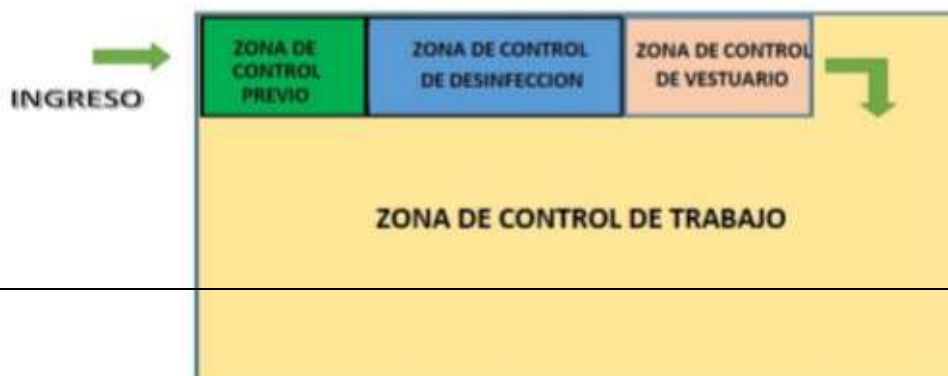 INGRESO
ZONA DE
CONTROL
PREVIO
ZONA DE CONTROL
DE DESINFECCION
ZONA DE CONTROL
DE VESTUARIO
ZONA DE CONTROL DE TRABAJO